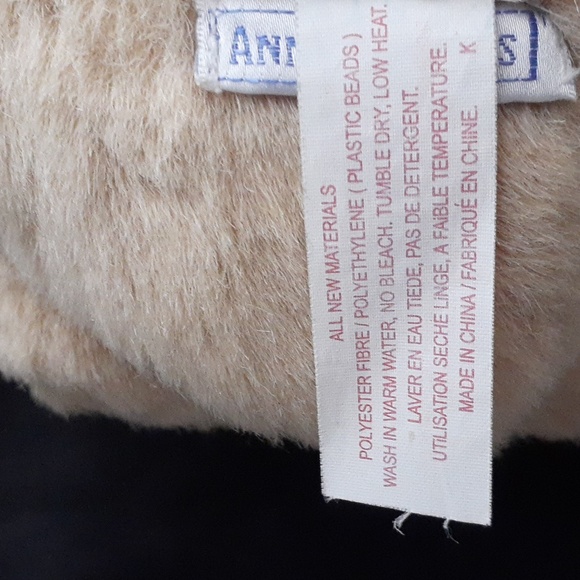 ANN
ALL NEW MATERIALS
POLYESTER FIBRE / POLYETHYLENE ( PLASTIC BEADS )
WASH IN WARM WATER, NO BLEACH. TUMBLE DRY, LOW HEAT.
LAVER EN EAU TIEDE, PAS DE DETERGENT.
UTILISATION SECHE LINGE, A FAIBLE TEMPERATURE.
MADE IN CHINA / FABRIQUÉ EN CHINE. K